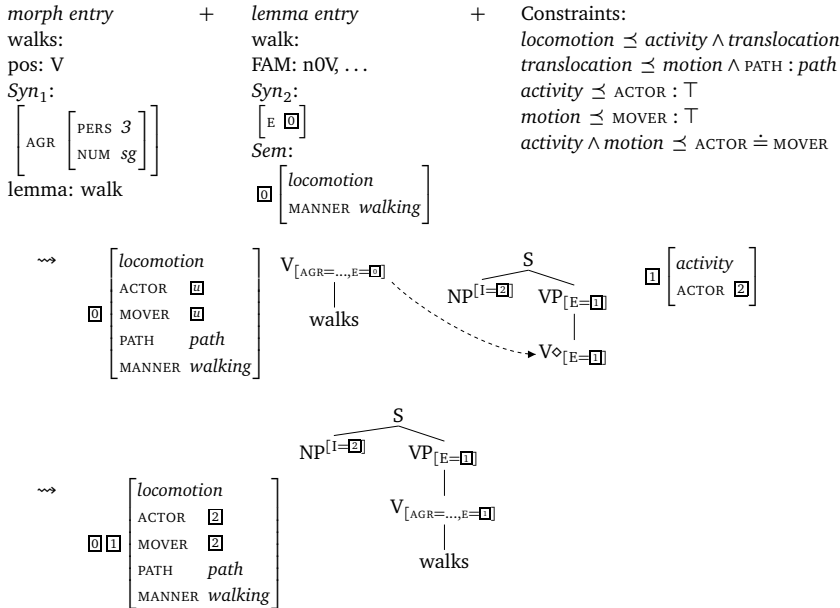 morph entry + lemma entry + Constraints:
walks: walk: locomotion ⪯ activity ∧ translocation
pos: V FAM: n0V, … translocation ⪯ motion ∧ PATH : path
Syn₁: Syn₂: activity ⪯ ACTOR : ⊤
[AGR [PERS 3 [E 0] motion ⪯ MOVER : ⊤
NUM sg]] Sem: activity ∧ motion ⪯ ACTOR ≐ MOVER
lemma: walk 0 [locomotion
MANNER walking]
⇝ 0 [locomotion
ACTOR u
MOVER u
PATH path
MANNER walking]
V[AGR=…,E=0]
walks
S
NP[I=2] VP[E=1]
V◇[E=1]
1 [activity
ACTOR 2]
⇝ 0 1 [locomotion
ACTOR 2
MOVER 2
PATH path
MANNER walking]
S
NP[I=2] VP[E=1]
V[AGR=…,E=1]
walks